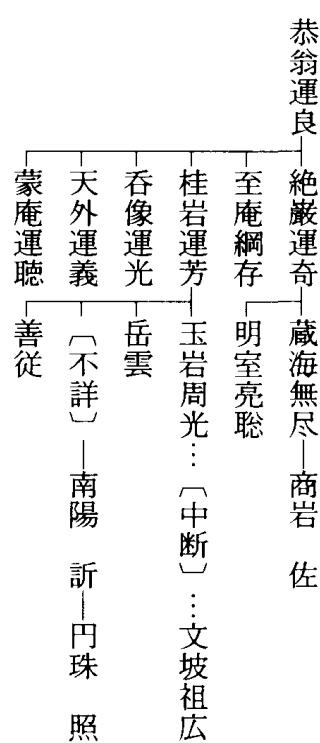 恭翁運良
絶巌運奇
蔵海無尽
商岩　佐
至庵綱存
明室亮聡
桂岩運芳
玉岩周光…〔中断〕…文坡祖広
呑像運光
岳雲
天外運義
〔不詳〕
南陽　訢
円珠　照
蒙庵運聴
善従